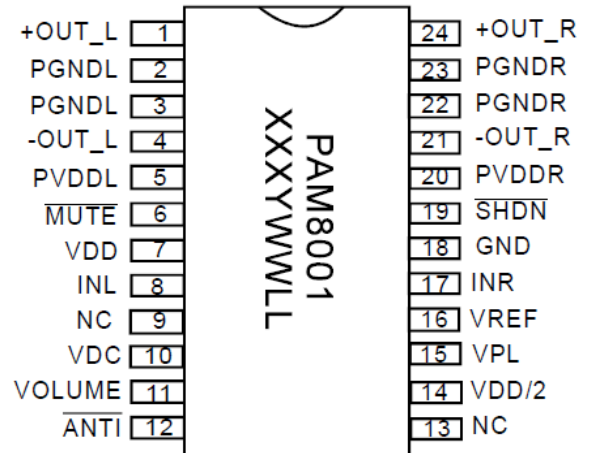 +OUT_L 1 24 +OUT_R
PGNDL 2 23 PGNDR
PGNDL 3 22 PGNDR
-OUT_L 4 21 -OUT_R
PVDDL 5 20 PVDDR
MUTE 6 19 SHDN
VDD 7 18 GND
INL 8 17 INR
NC 9 16 VREF
VDC 10 15 VPL
VOLUME 11 14 VDD/2
ANTI 12 13 NC
PAM8001
XXXYWWLL